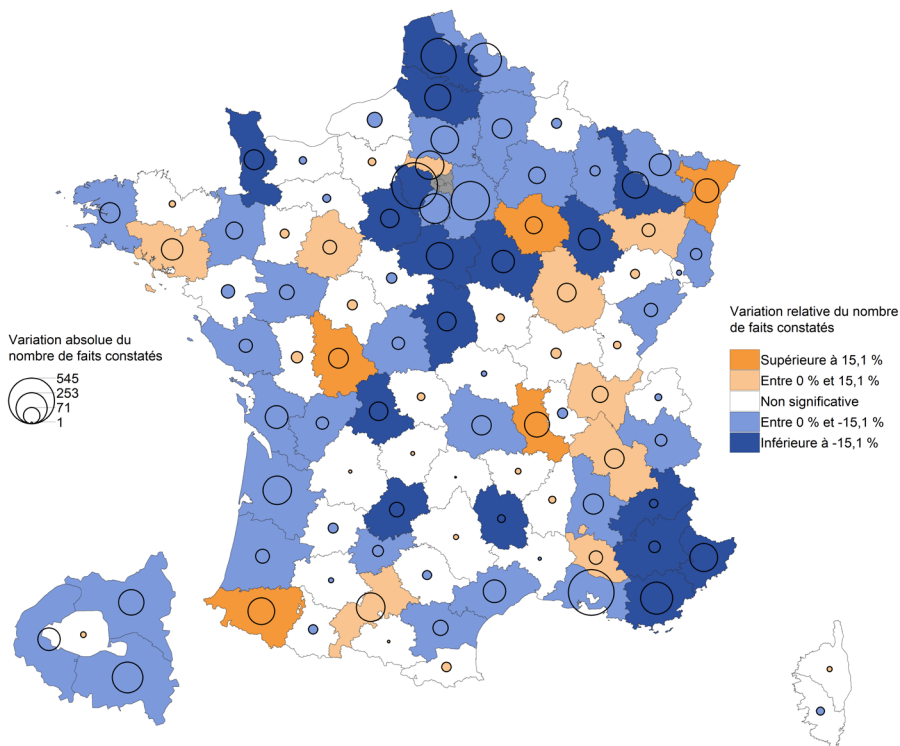 Variation absolue du
nombre de faits constatés
545
253
71
1
Variation relative du nombre
de faits constatés
Supérieure à 15,1 %
Entre 0 % et 15,1 %
Non significative
Entre 0 % et -15,1 %
Inférieure à -15,1 %